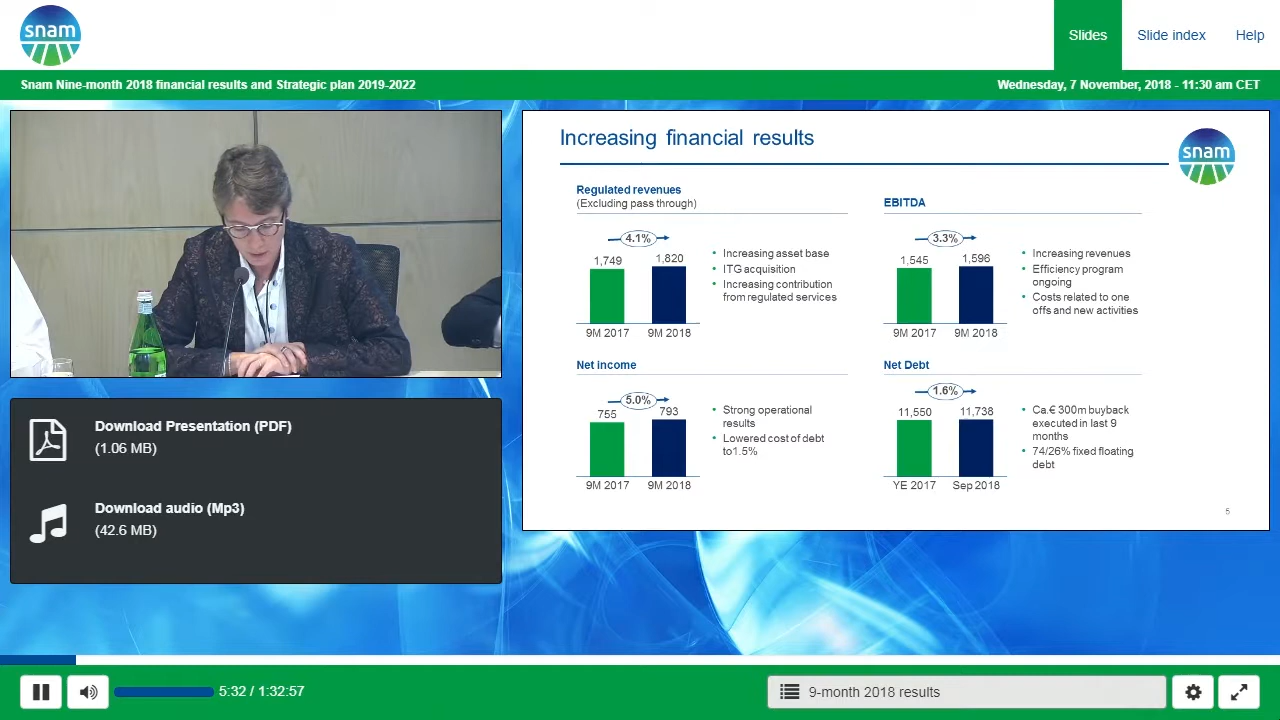 snam
Slides
Slide index
Help
Snam Nine-month 2018 financial results and Strategic plan 2019-2022
Wednesday, 7 November, 2018 - 11:30 am CET
Increasing financial results
snam
Regulated revenues
(Excluding pass through)
4.1%
1,749
1,820
9M 2017
9M 2018
• Increasing asset base
• ITG acquisition
• Increasing contribution
from regulated services
EBITDA
3.3%
1,545
1,596
9M 2017
9M 2018
• Increasing revenues
• Efficiency program
ongoing
• Costs related to one
offs and new activities
Net income
5.0%
755
793
9M 2017
9M 2018
• Strong operational
results
• Lowered cost of debt
to1.5%
Net Debt
1.6%
11,550
11,738
YE 2017
Sep 2018
• Ca.€ 300m buyback
executed in last 9
months
• 74/26% fixed floating
debt
5
Download Presentation (PDF)
(1.06 MB)
Download audio (Mp3)
(42.6 MB)
5:32 / 1:32:57
9-month 2018 results